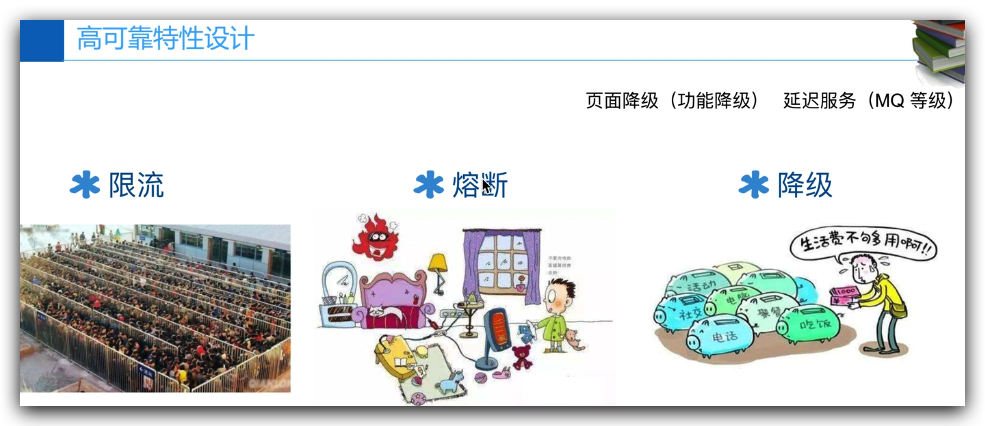 高可靠特性设计
页面降级（功能降级） 延迟服务（MQ 等级）
限流
熔断
降级
生活费不够多用啊!!
活动
社交
电影
聚餐
电话
吃饭
1000